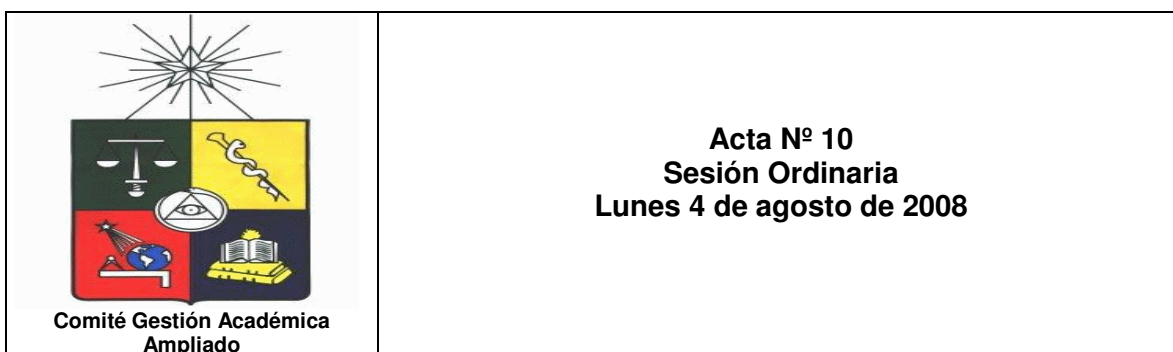 Comité Gestión Académica
Ampliado
Acta Nº 10
Sesión Ordinaria
Lunes 4 de agosto de 2008